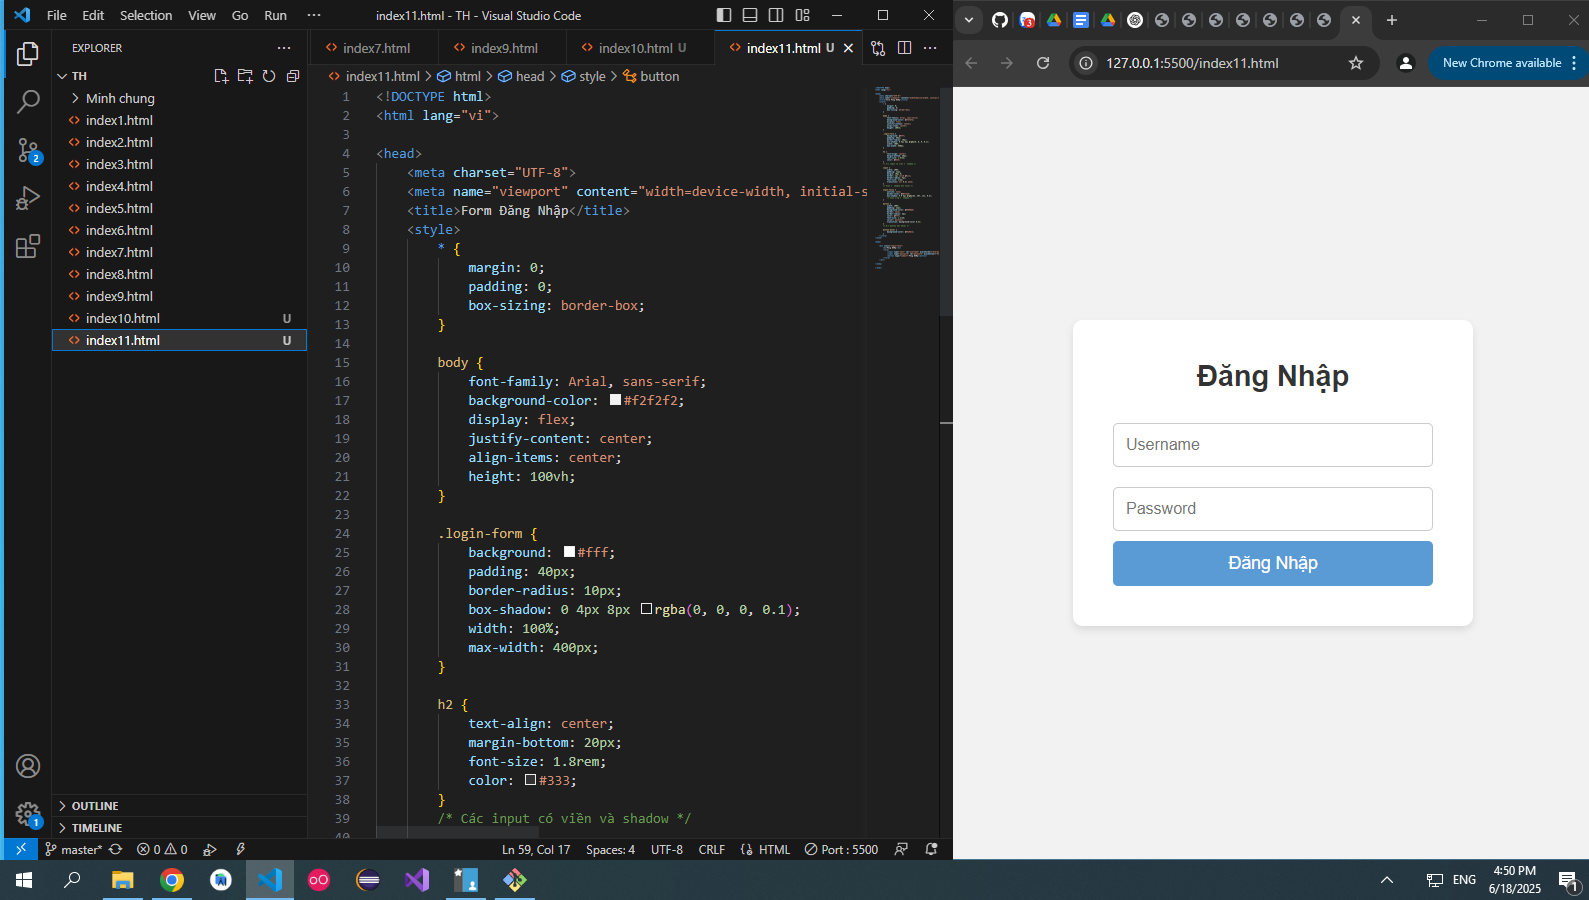 File Edit Selection View Go Run ··· index11.html - TH - Visual Studio Code
EXPLORER ···
TH
Minh chung
index1.html
index2.html
index3.html
index4.html
index5.html
index6.html
index7.html
index8.html
index9.html
index10.html U
index11.html U
OUTLINE
TIMELINE
2
1
index7.html index9.html index10.html U index11.html U
index11.html > html > head > style > button
1 <!DOCTYPE html>
2 <html lang="vi">
3
4 <head>
5 <meta charset="UTF-8">
6 <meta name="viewport" content="width=device-width, initial-s
7 <title>Form Đăng Nhập</title>
8 <style>
9 * {
10 margin: 0;
11 padding: 0;
12 box-sizing: border-box;
13 }
14
15 body {
16 font-family: Arial, sans-serif;
17 background-color: #f2f2f2;
18 display: flex;
19 justify-content: center;
20 align-items: center;
21 height: 100vh;
22 }
23
24 .login-form {
25 background: #fff;
26 padding: 40px;
27 border-radius: 10px;
28 box-shadow: 0 4px 8px rgba(0, 0, 0, 0.1);
29 width: 100%;
30 max-width: 400px;
31 }
32
33 h2 {
34 text-align: center;
35 margin-bottom: 20px;
36 font-size: 1.8rem;
37 color: #333;
38 }
39 /* Các input có viền và shadow */
40
master* 0 0 Ln 59, Col 17 Spaces: 4 UTF-8 CRLF HTML Port : 5500
3
127.0.0.1:5500/index11.html New Chrome available
Đăng Nhập
Username
Password
Đăng Nhập
ENG 4:50 PM
6/18/2025
1